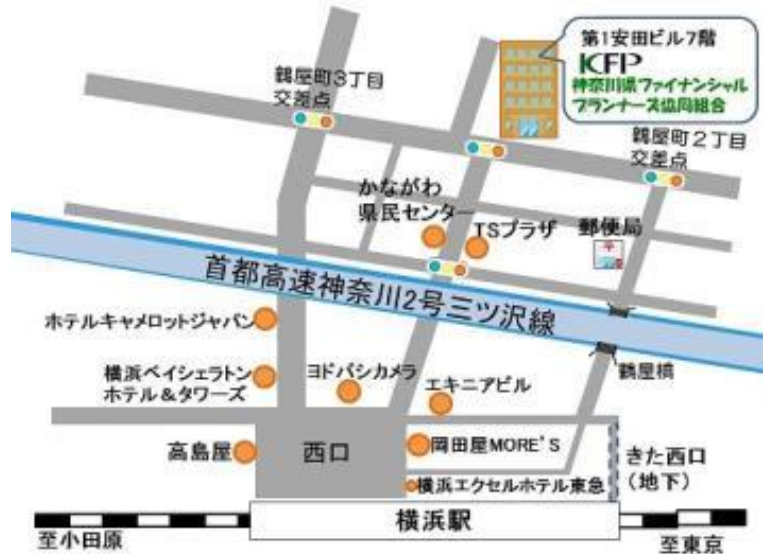 第1安田ビル7階
KFP
神奈川県ファイナンシャル
プランナーズ協同組合
鶴屋町3丁目
交差点
鶴屋町2丁目
交差点
かながわ
県民センター
TSプラザ
郵便局
首都高速神奈川2号三ツ沢線
ホテルキャメロットジャパン
横浜ベイシェラトン
ホテル&タワーズ
ヨドバシカメラ
エキニアビル
鶴屋橋
高島屋
西口
岡田屋MORE'S
横浜エクセルホテル東急
きた西口
(地下)
横浜駅
至小田原
至東京